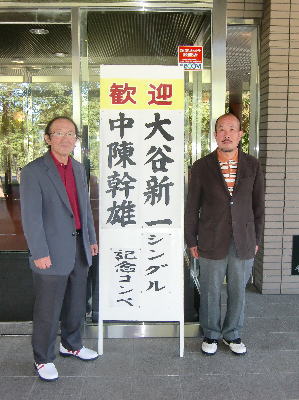 歓迎
大谷新一
中陳幹雄
シングル
記念コンペ